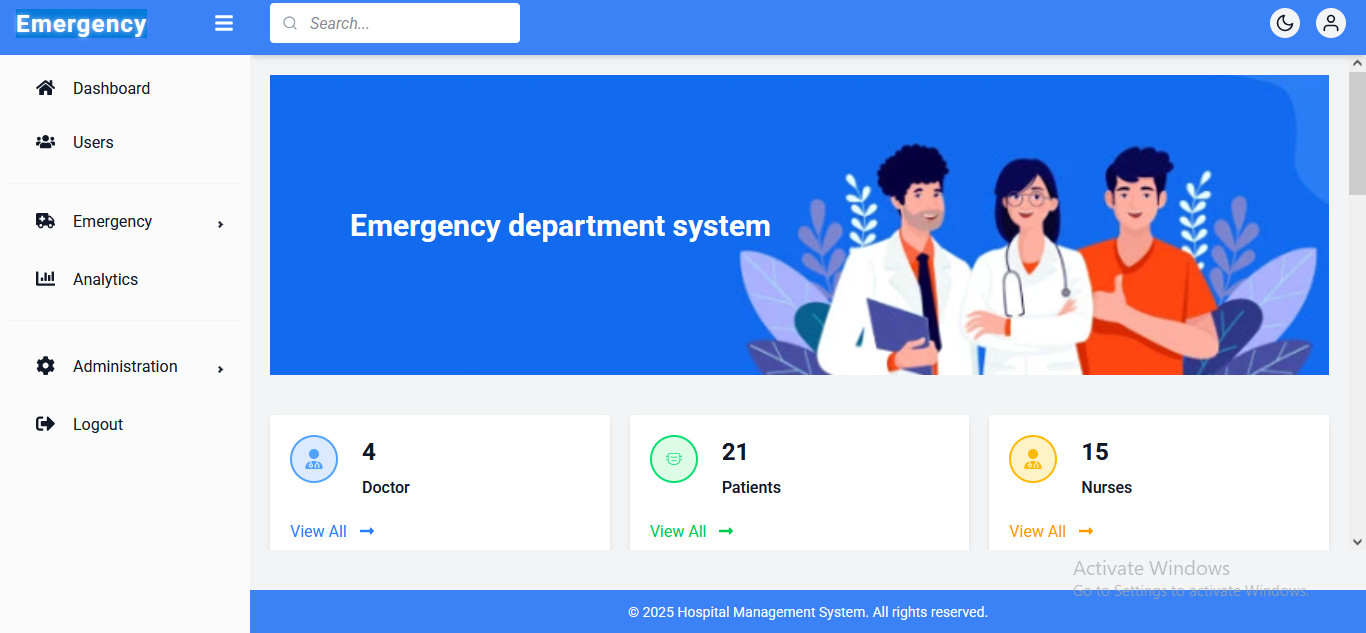 Emergency
Search...
Dashboard
Users
Emergency
Analytics
Administration
Logout
Emergency department system
4
Doctor
View All
21
Patients
View All
15
Nurses
View All
Activate Windows
Go to Settings to activate Windows.
© 2025 Hospital Management System. All rights reserved.